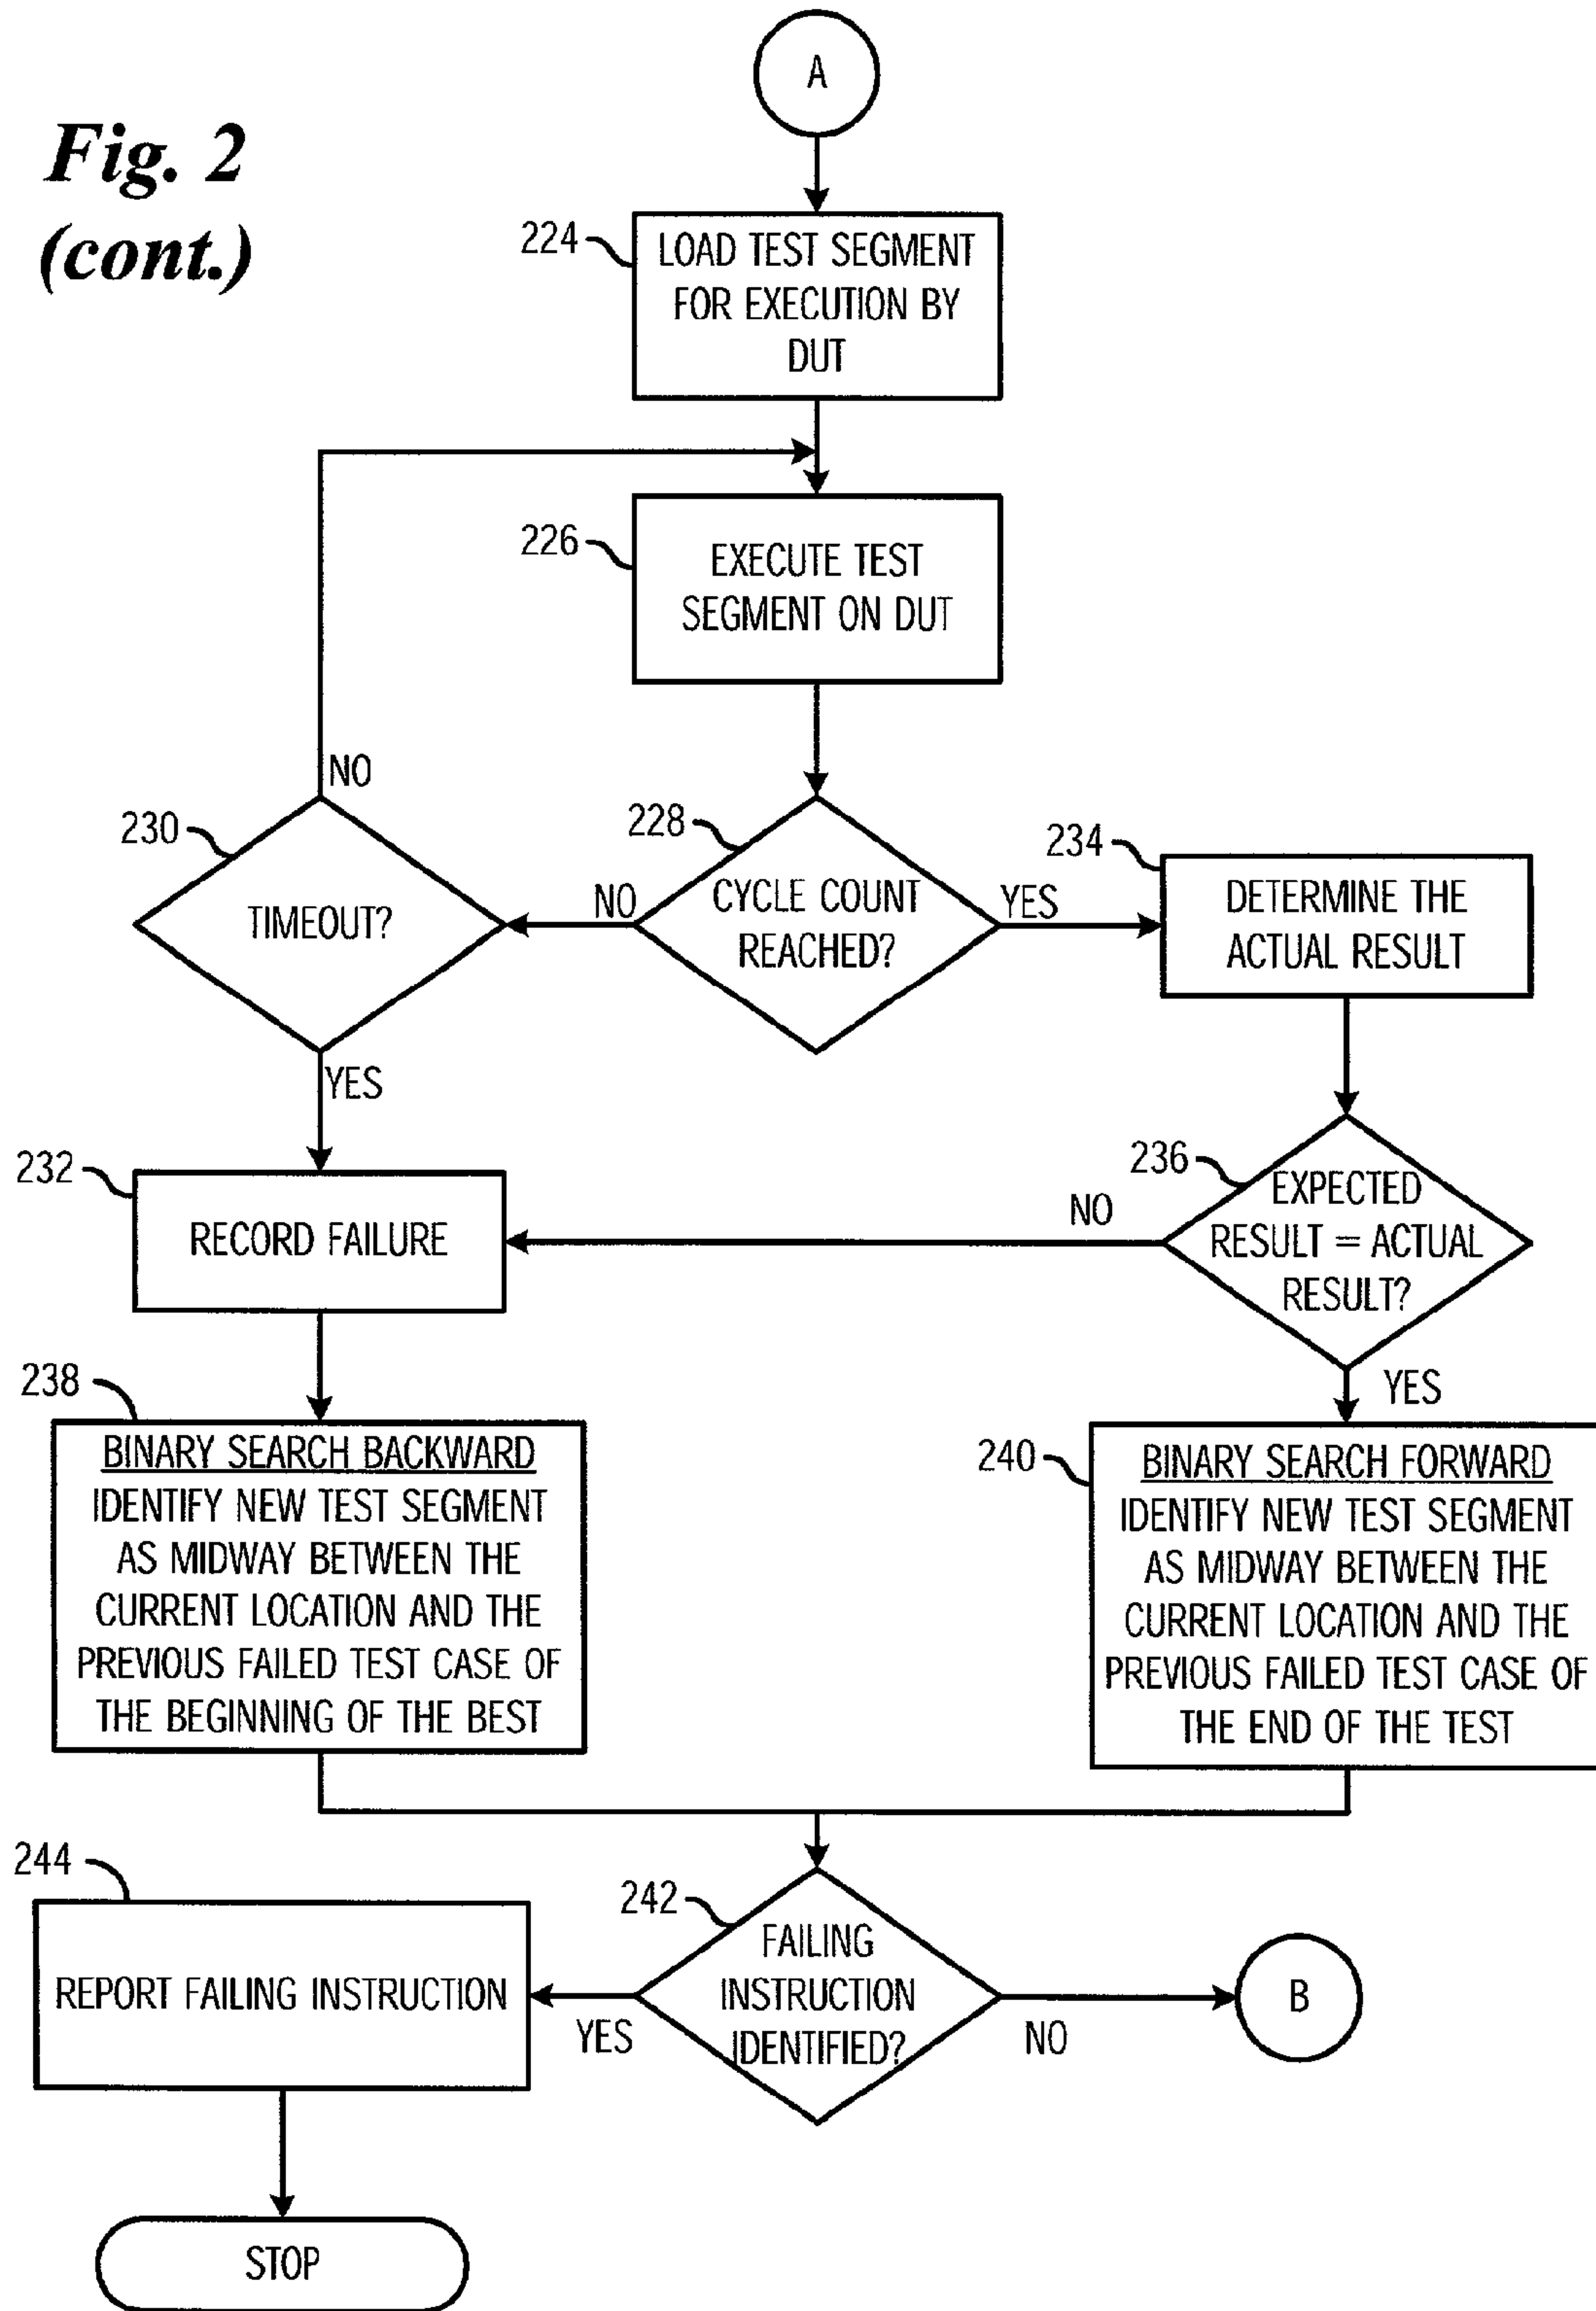 A
Fig. 2
(cont.)
224
LOAD TEST SEGMENT
FOR EXECUTION BY
DUT
226
EXECUTE TEST
SEGMENT ON DUT
NO
230
TIMEOUT?
228
NO
CYCLE COUNT
REACHED?
YES
234
DETERMINE THE
ACTUAL RESULT
YES
232
RECORD FAILURE
236
NO
EXPECTED
RESULT = ACTUAL
RESULT?
YES
238
BINARY SEARCH BACKWARD
IDENTIFY NEW TEST SEGMENT
AS MIDWAY BETWEEN THE
CURRENT LOCATION AND THE
PREVIOUS FAILED TEST CASE OF
THE BEGINNING OF THE BEST
240
BINARY SEARCH FORWARD
IDENTIFY NEW TEST SEGMENT
AS MIDWAY BETWEEN THE
CURRENT LOCATION AND THE
PREVIOUS FAILED TEST CASE OF
THE END OF THE TEST
244
REPORT FAILING INSTRUCTION
242
YES
FAILING
INSTRUCTION
IDENTIFIED?
NO
B
STOP